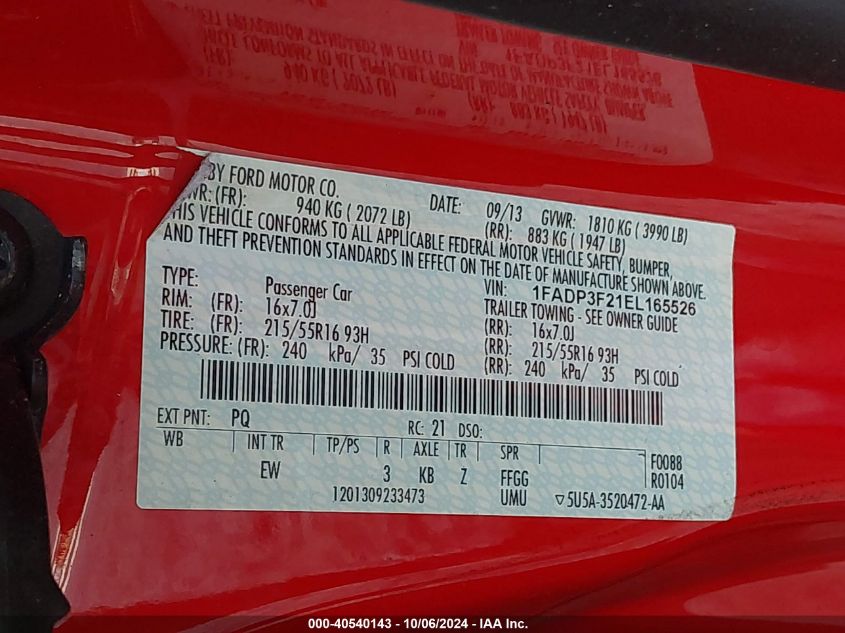 BY FORD MOTOR CO.
DATE: 09/13 GVWR: 1810 KG ( 3990 LB)
WR: (FR): 940 KG ( 2072 LB) (RR): 883 KG ( 1947 LB)
THIS VEHICLE CONFORMS TO ALL APPLICABLE FEDERAL MOTOR VEHICLE SAFETY, BUMPER,
AND THEFT PREVENTION STANDARDS IN EFFECT ON THE DATE OF MANUFACTURE SHOWN ABOVE.
VIN: 1FADP3F21EL165526
TYPE: Passenger Car TRAILER TOWING - SEE OWNER GUIDE
RIM: (FR): 16x7.0J (RR): 16x7.0J
TIRE: (FR): 215/55R16 93H (RR): 215/55R16 93H
PRESSURE: (FR): 240 kPa/ 35 PSI COLD (RR): 240 kPa/ 35 PSI COLD
EXT PNT: PQ RC: 21 DSO:
WB INT TR TP/PS R AXLE TR SPR F0088
EW 3 KB Z FFGG R0104
1201309233473 UMU ▽5U5A-3520472-AA
000-40540143 - 10/06/2024 - IAA Inc.